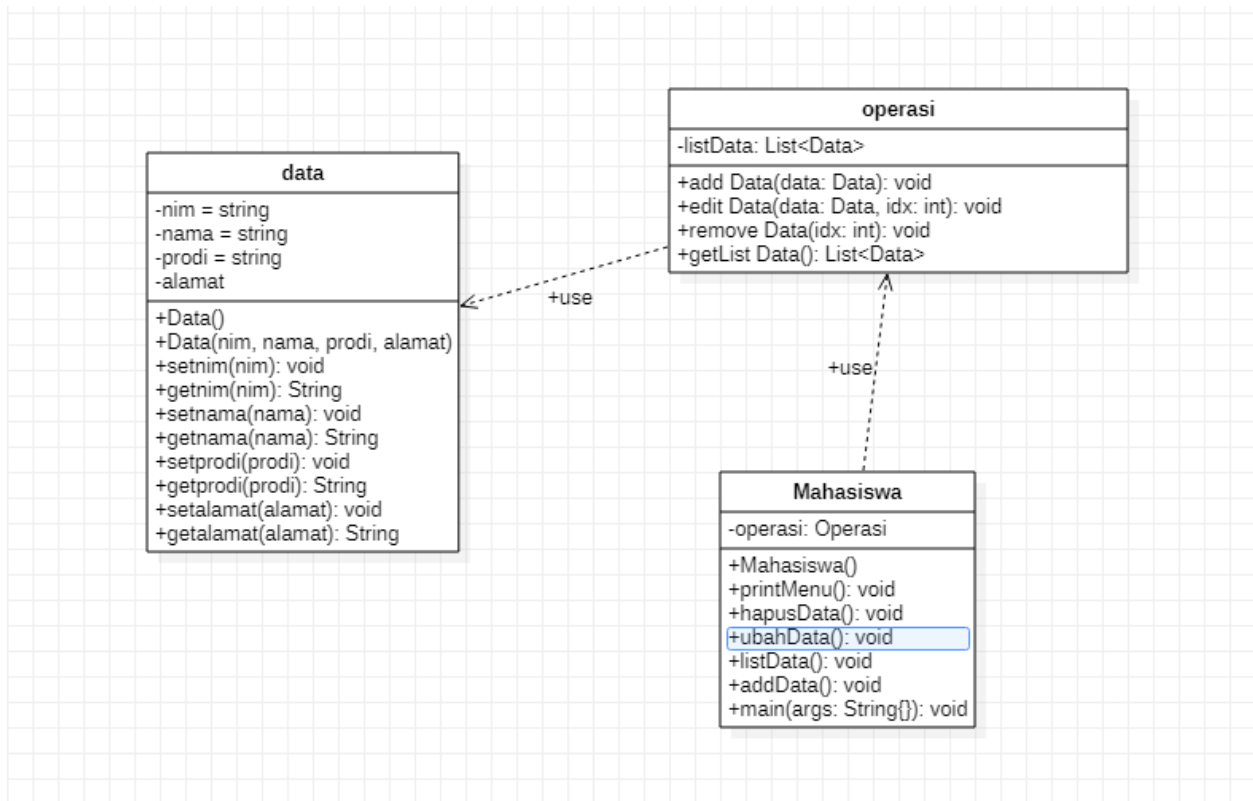 data
-nim = string
-nama = string
-prodi = string
-alamat
+Data()
+Data(nim, nama, prodi, alamat)
+setnim(nim): void
+getnim(nim): String
+setnama(nama): void
+getnama(nama): String
+setprodi(prodi): void
+getprodi(prodi): String
+setalamat(alamat): void
+getalamat(alamat): String
+use
operasi
-listData: List<Data>
+add Data(data: Data): void
+edit Data(data: Data, idx: int): void
+remove Data(idx: int): void
+getList Data(): List<Data>
+use
Mahasiswa
-operasi: Operasi
+Mahasiswa()
+printMenu(): void
+hapusData(): void
+ubahData(): void
+listData(): void
+addData(): void
+main(args: String{}): void